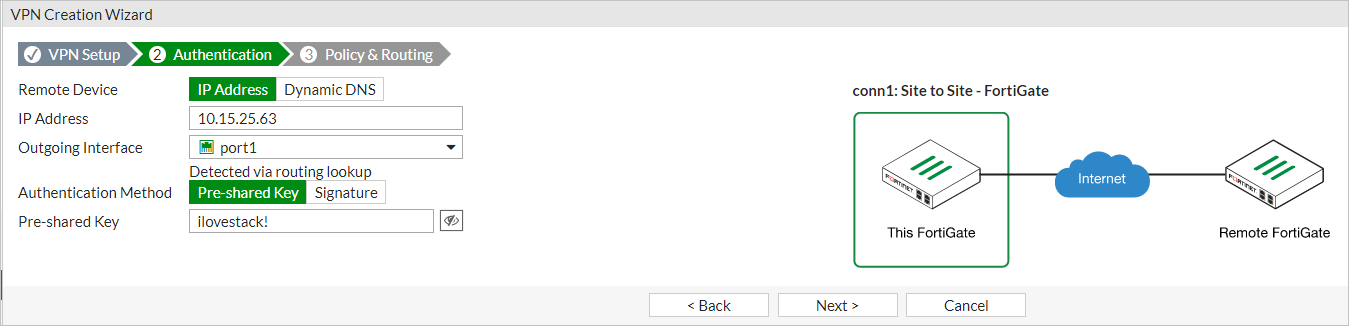 VPN Creation Wizard
VPN Setup 2 Authentication 3 Policy & Routing
Remote Device IP Address Dynamic DNS
IP Address 10.15.25.63
Outgoing Interface port1
Detected via routing lookup
Authentication Method Pre-shared Key Signature
Pre-shared Key ilovestack!
conn1: Site to Site - FortiGate
FORTINET
Internet
FORTINET
This FortiGate
Remote FortiGate
< Back Next > Cancel